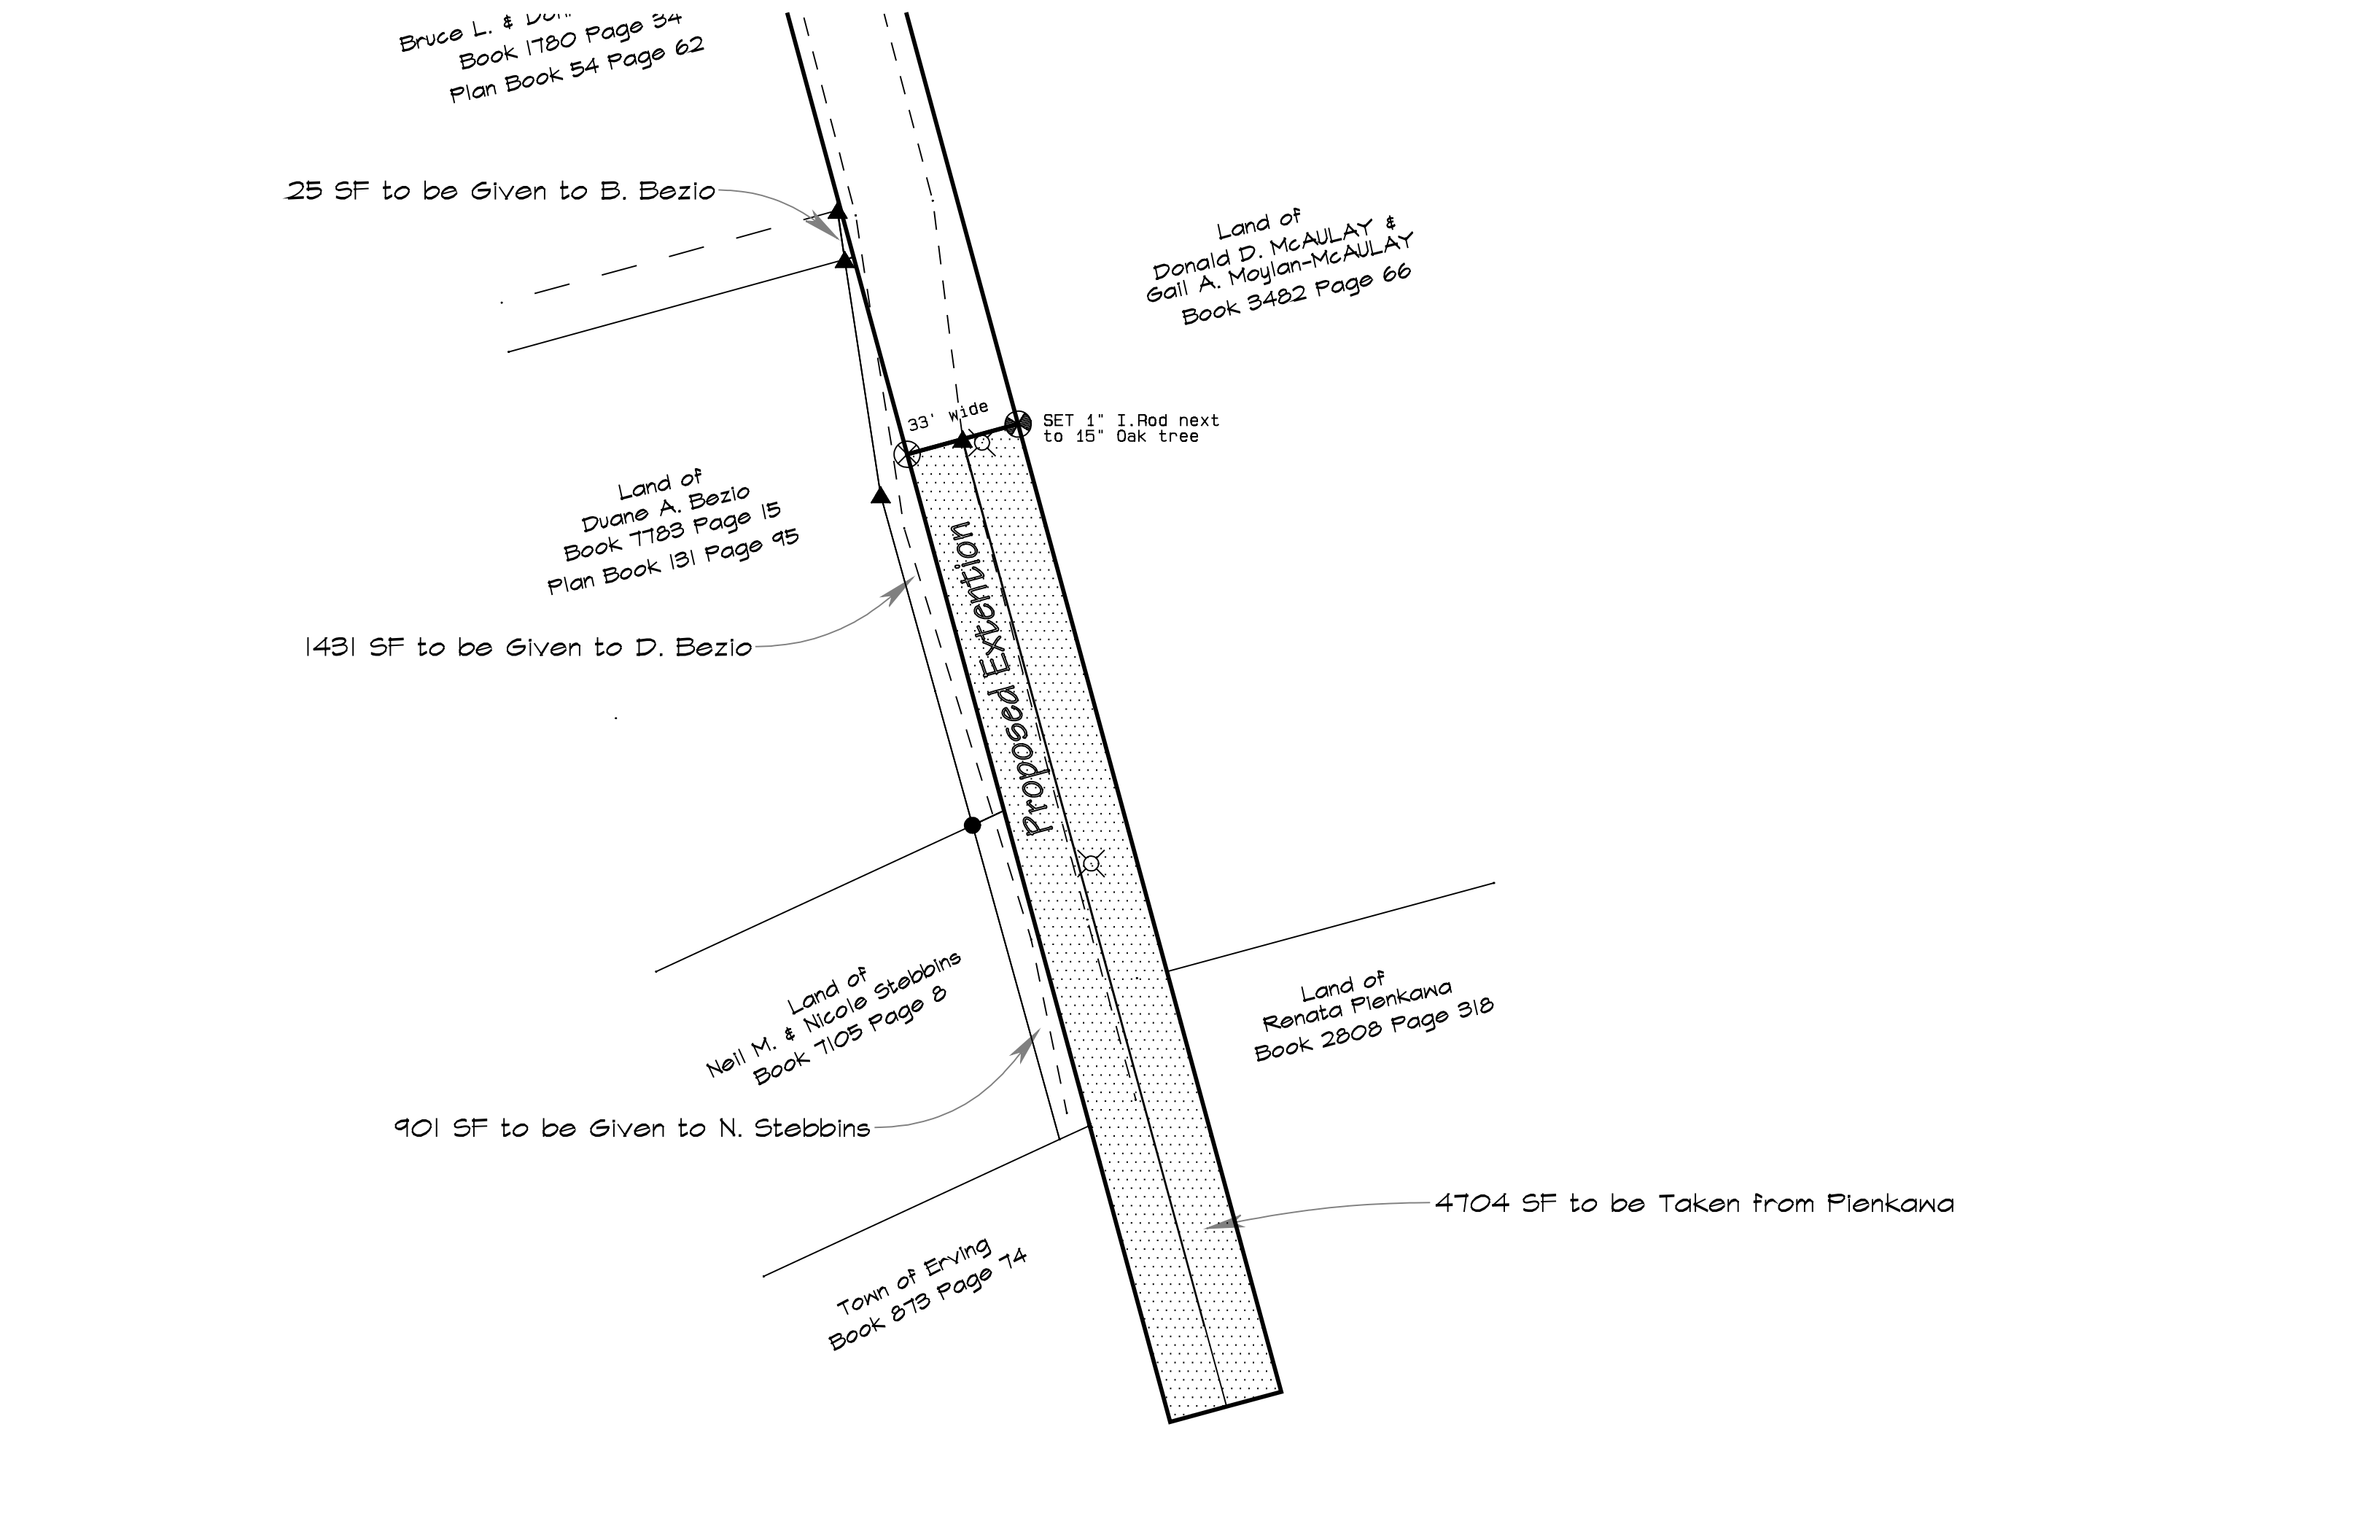 Bruce L. &
Book 1780 Page 34
Plan Book 54 Page 62
25 SF to be Given to B. Bezio
Land of
Donald D. McAULAY &
Gail A. Moylan-McAULAY
Book 3482 Page 66
33' wide
SET 1" I.Rod next
to 15" Oak tree
Land of
Duane A. Bezio
Book 7783 Page 15
Plan Book 131 Page 95
Proposed Extention
1431 SF to be Given to D. Bezio
Land of
Neil M. & Nicole Stebbins
Book 7105 Page 8
Land of
Renata Pienkawa
Book 2808 Page 318
901 SF to be Given to N. Stebbins
4704 SF to be Taken from Pienkawa
Town of Erving
Book 873 Page 74